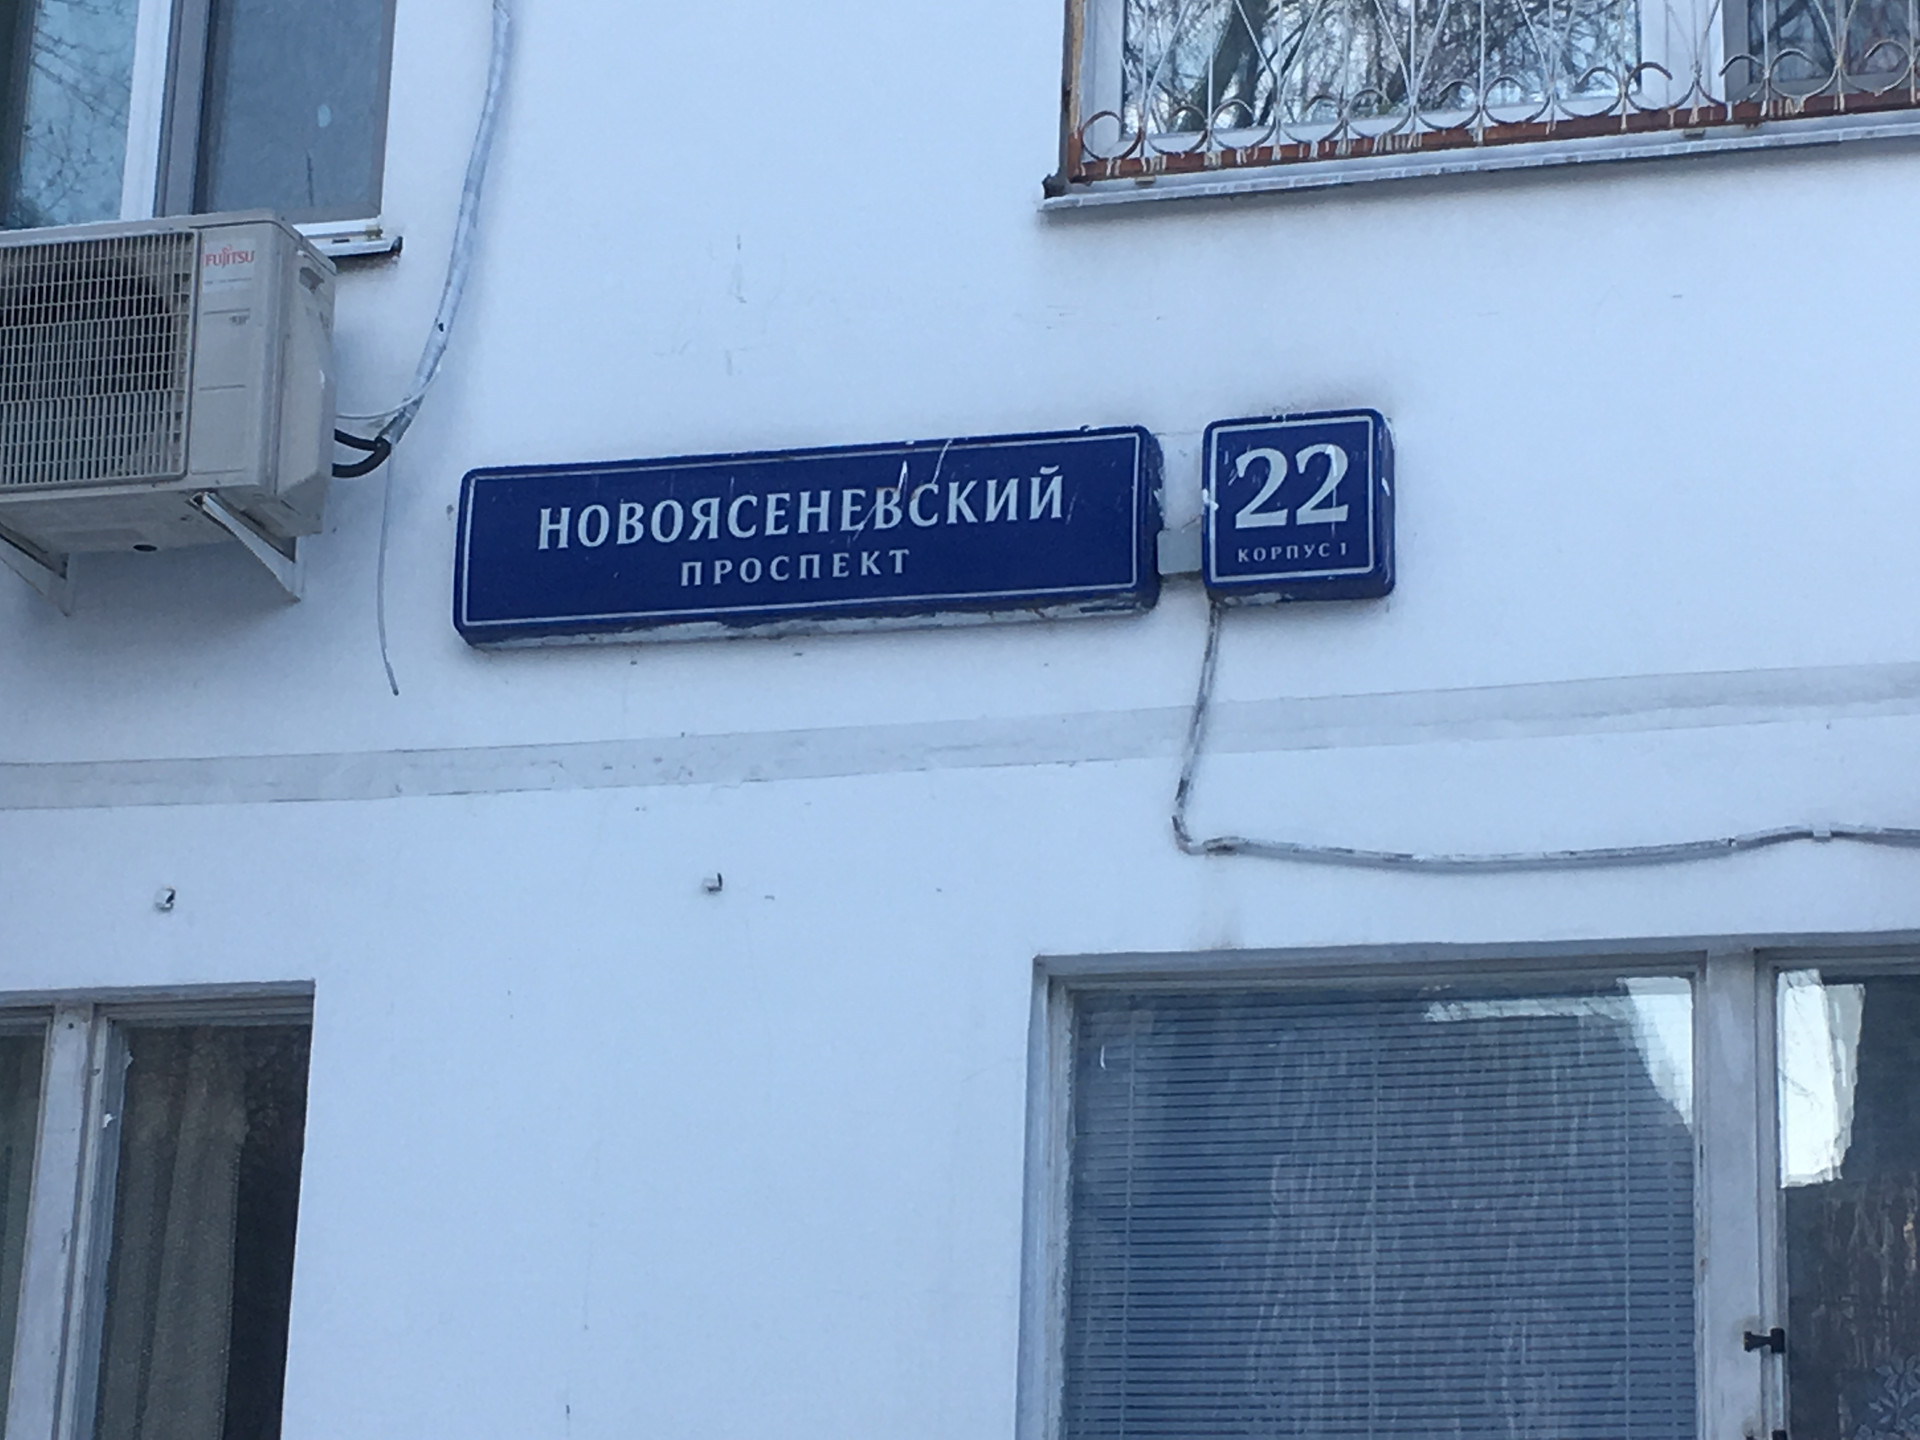 FUJITSU
НОВОЯСЕНЕВСКИЙ
ПРОСПЕКТ
22
КОРПУС 1